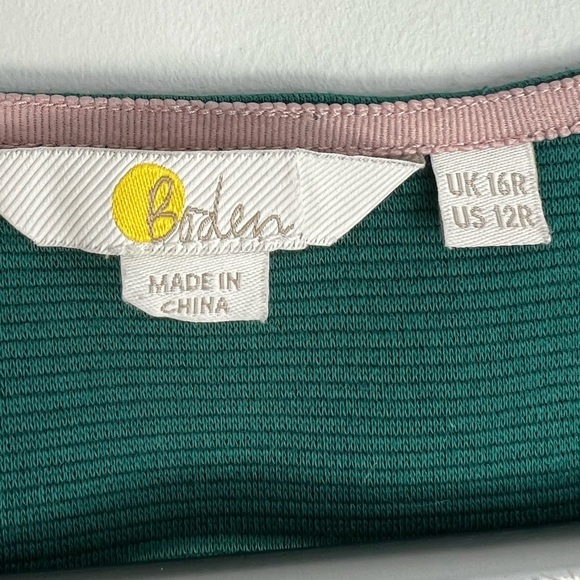 Boden
UK 16R
US 12R
MADE IN
CHINA